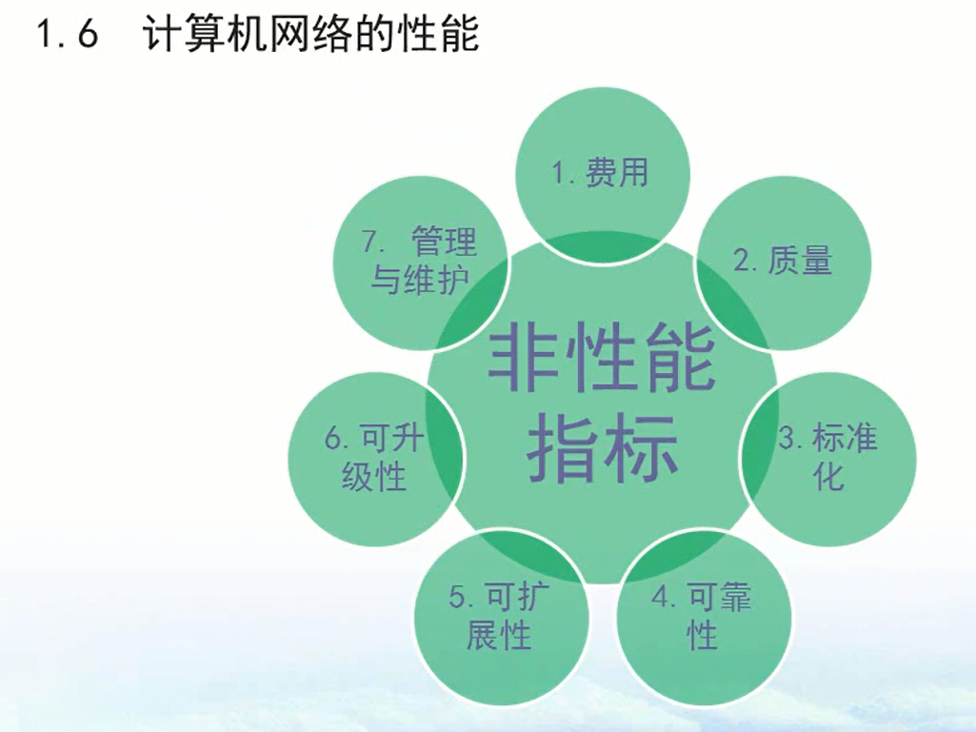 1.6 计算机网络的性能
非性能
指标
1.费用
2.质量
3.标准
化
4.可靠
性
5.可扩
展性
6.可升
级性
7. 管理
与维护